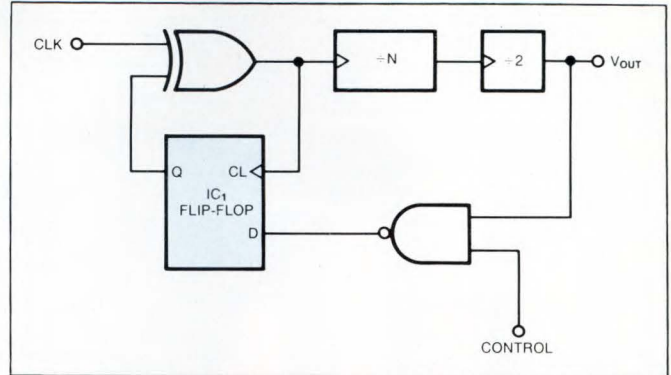 CLK
÷N
÷2
VOUT
Q
CL
IC1
FLIP-FLOP
D
CONTROL